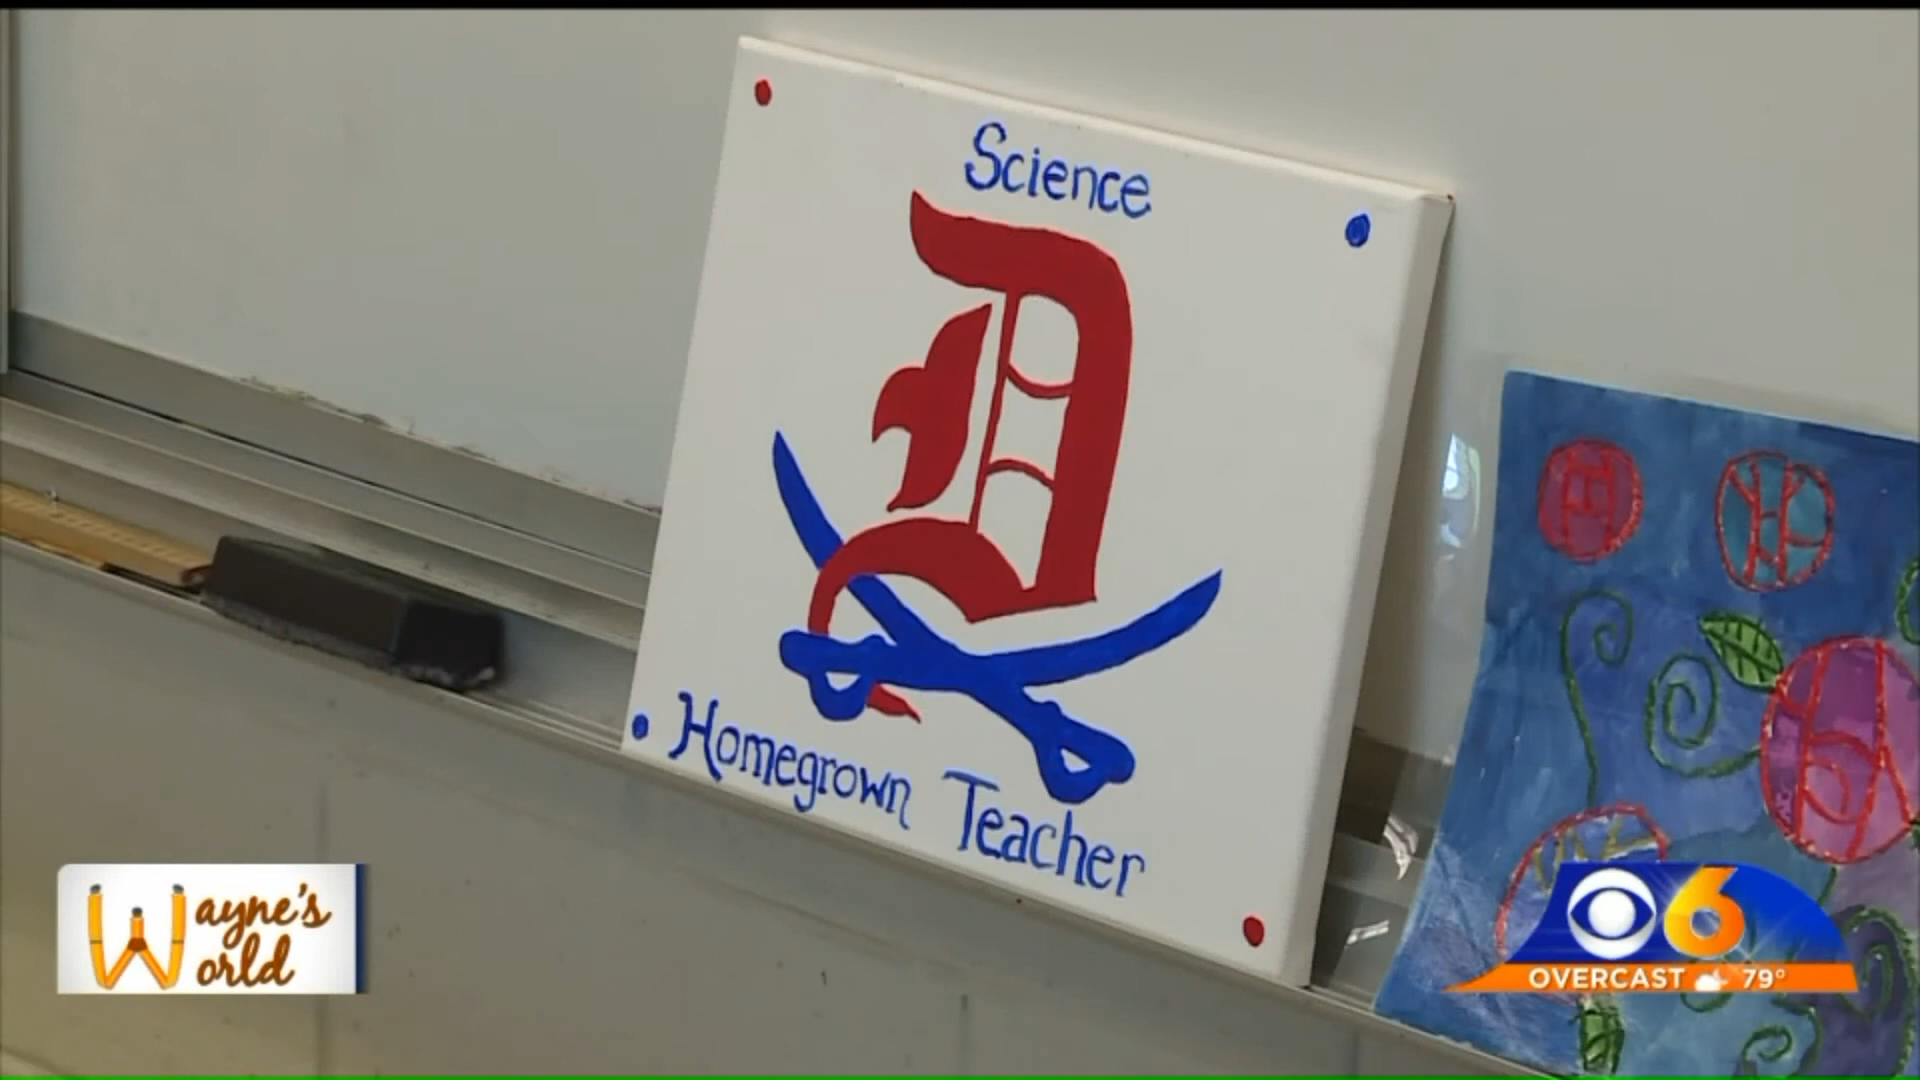 Science
D
Homegrown Teacher
Wayne's
World
6
OVERCAST 79°